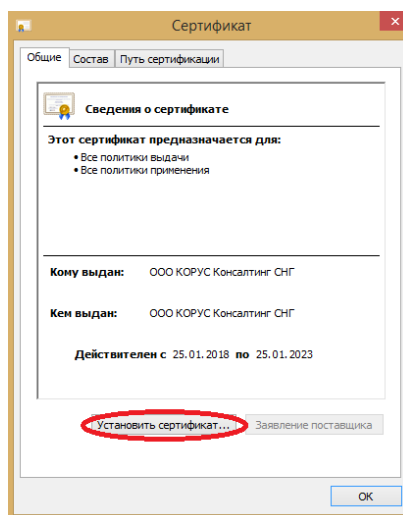 Сертификат
Общие Состав Путь сертификации
Сведения о сертификате
Этот сертификат предназначается для:
• Все политики выдачи
• Все политики применения
Кому выдан: ООО КОРУС Консалтинг СНГ
Кем выдан: ООО КОРУС Консалтинг СНГ
Действителен с 25.01.2018 по 25.01.2023
Установить сертификат... Заявление поставщика
ОК